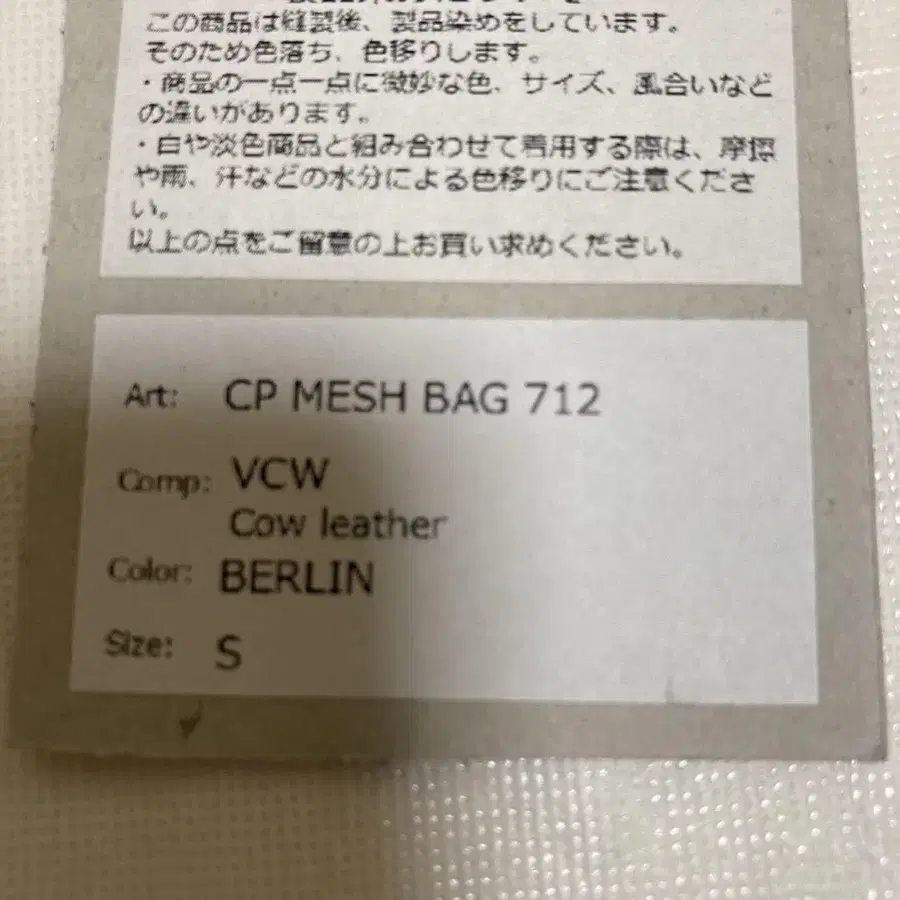 この商品は縫製後、製品染めをしています。
そのため色落ち、色移りします。
・商品の一点一点に微妙な色、サイズ、風合いなど
の違いがあります。
・白や淡色商品と組み合わせて着用する際は、摩擦
や雨、汗などの水分による色移りにご注意くださ
い。
以上の点をご留意の上お買い求めください。
Art: CP MESH BAG 712
Comp: VCW
Cow leather
Color: BERLIN
Size: S